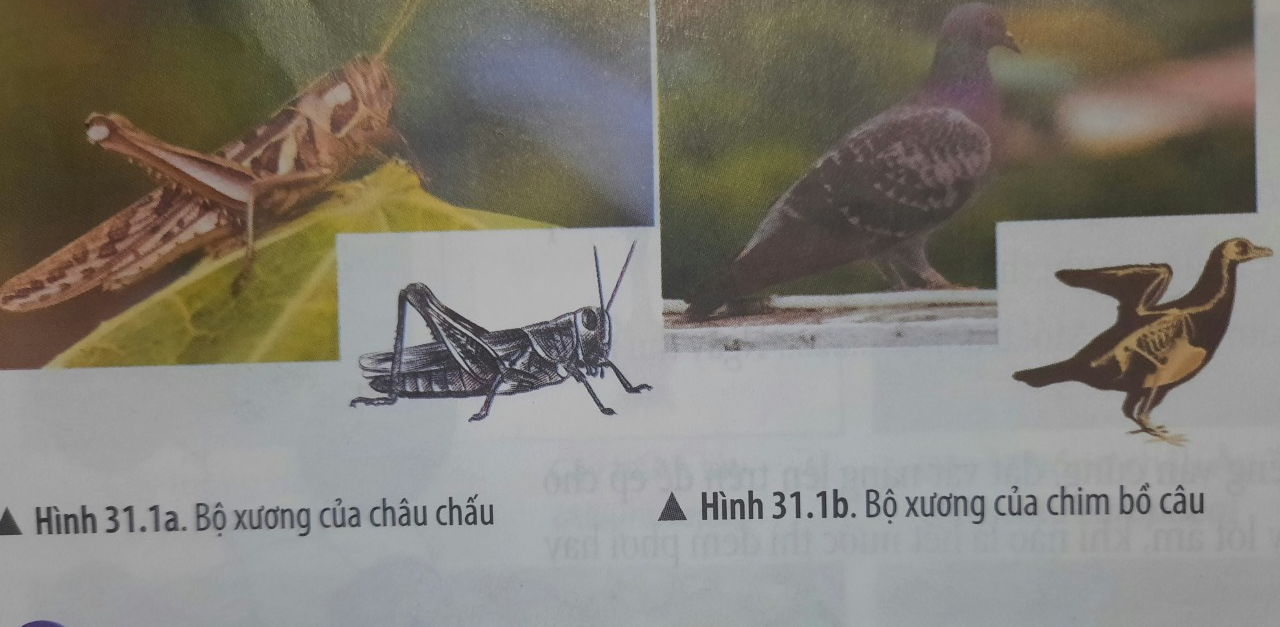 ▲ Hình 31.1a. Bộ xương của châu chấu
▲ Hình 31.1b. Bộ xương của chim bồ câu